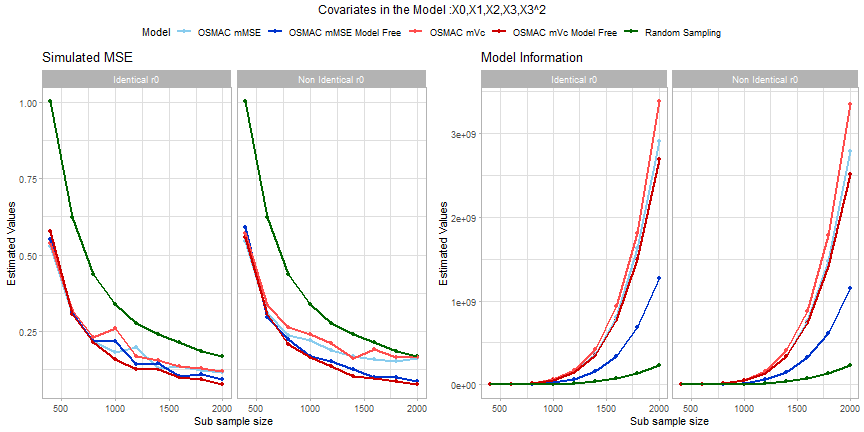 Covariates in the Model :X0,X1,X2,X3,X3^2
Model OSMAC mMSE OSMAC mMSE Model Free OSMAC mVc OSMAC mVc Model Free Random Sampling
Simulated MSE
Identical r0 Non Identical r0
Estimated Values
1.00
0.75
0.50
0.25
500 1000 1500 2000 500 1000 1500 2000
Sub sample size
Model Information
Identical r0 Non Identical r0
Estimated Values
3e+09
2e+09
1e+09
0e+00
500 1000 1500 2000 500 1000 1500 2000
Sub sample size